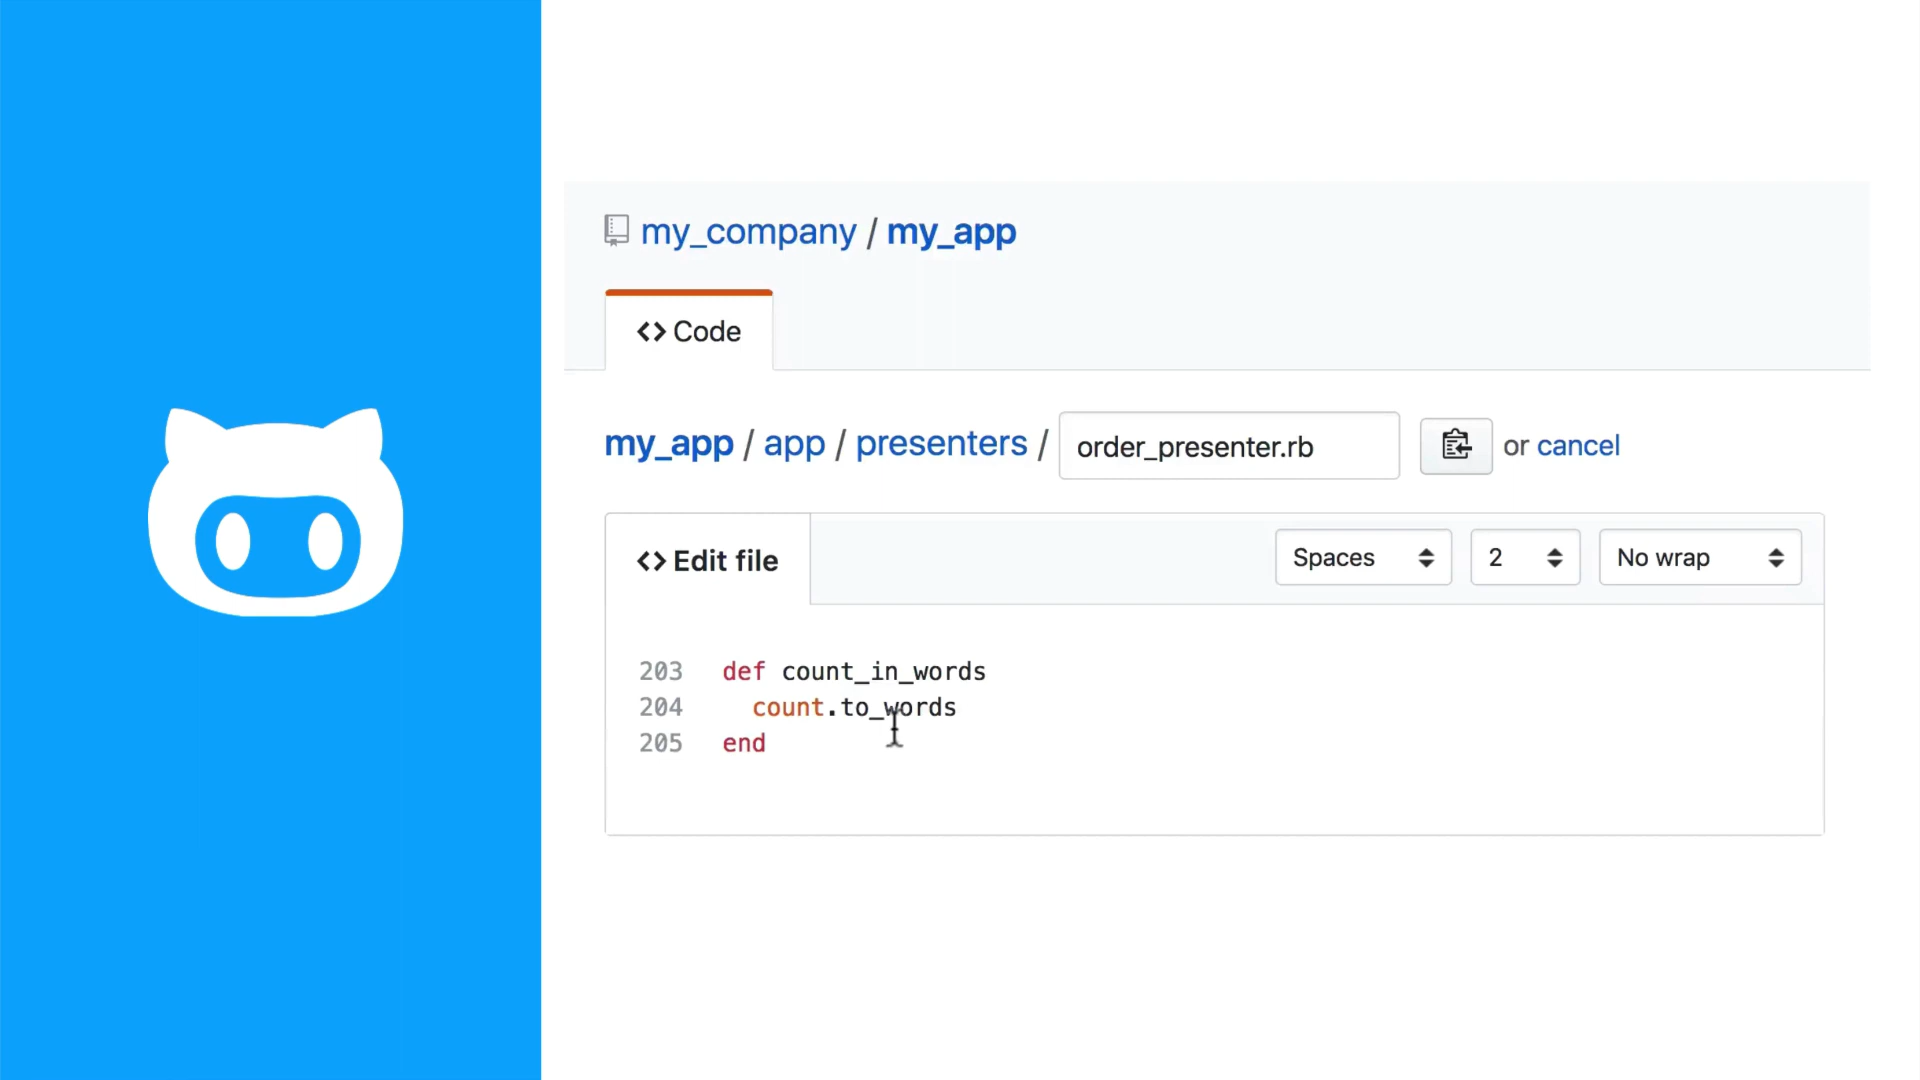 my_company / my_app
<> Code
my_app / app / presenters / order_presenter.rb or cancel
<> Edit file Spaces 2 No wrap
203 def count_in_words
204 count.to_words
205 end